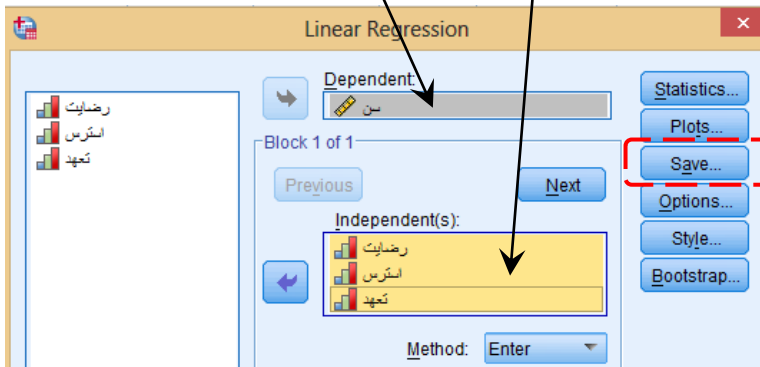 Linear Regression
رضایت
استرس
تعهد
Dependent:
سن
Block 1 of 1
Previous
Next
Independent(s):
رضایت
استرس
تعهد
Method: Enter
Statistics...
Plots...
Save...
Options...
Style...
Bootstrap...